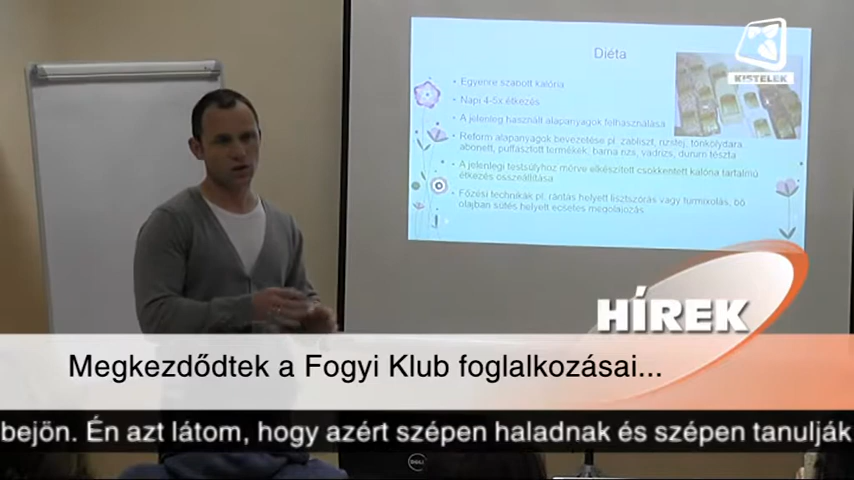 Diéta
KISTELEK
Egyénre szabott kalória
Napi 4-5x étkezés
A jelenleg használt alapanyagok felhasználása
Reform alapanyagok bevezetése pl. zabliszt, rizstej, tönkölydara,
abonett, puffasztott termékek, barna rizs, vadrizs, durum tészta
A jelenlegi testsúlyhoz mérve elkészített csökkentett kalória tartalmú
étkezés összeállítása
Főzési technikák pl. rántás helyett lisztszórás vagy turmixolás, bő
olajban sütés helyett ecsetes megolajozás
HÍREK
Megkezdődtek a Fogyi Klub foglalkozásai...
bejön. Én azt látom, hogy azért szépen haladnak és szépen tanulják
DELL